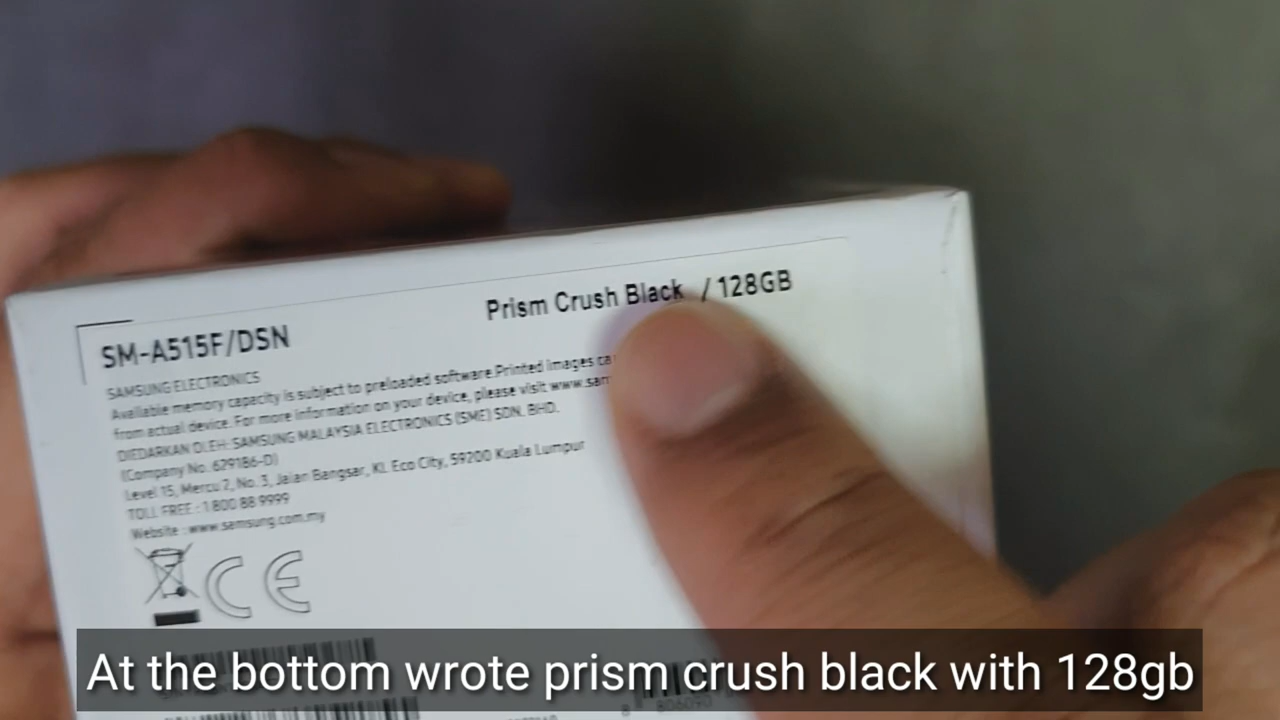 Prism Crush Black / 128GB
SM-A515F/DSN
SAMSUNG ELECTRONICS
Available memory capacity is subject to preloaded software.Printed Images ca
from actual device. For more information on your device, please visit www.sam
DIEDARKAN OLEH: SAMSUNG MALAYSIA ELECTRONICS (SME) SDN. BHD.
(Company No. 629186-D)
Level 15, Mercu 2, No. 3, Jalan Bangsar, KL Eco City, 59200 Kuala Lumpur
TOLL FREE : 1 800 88 9999
Website : www.samsung.com.my
CE
At the bottom wrote prism crush black with 128gb